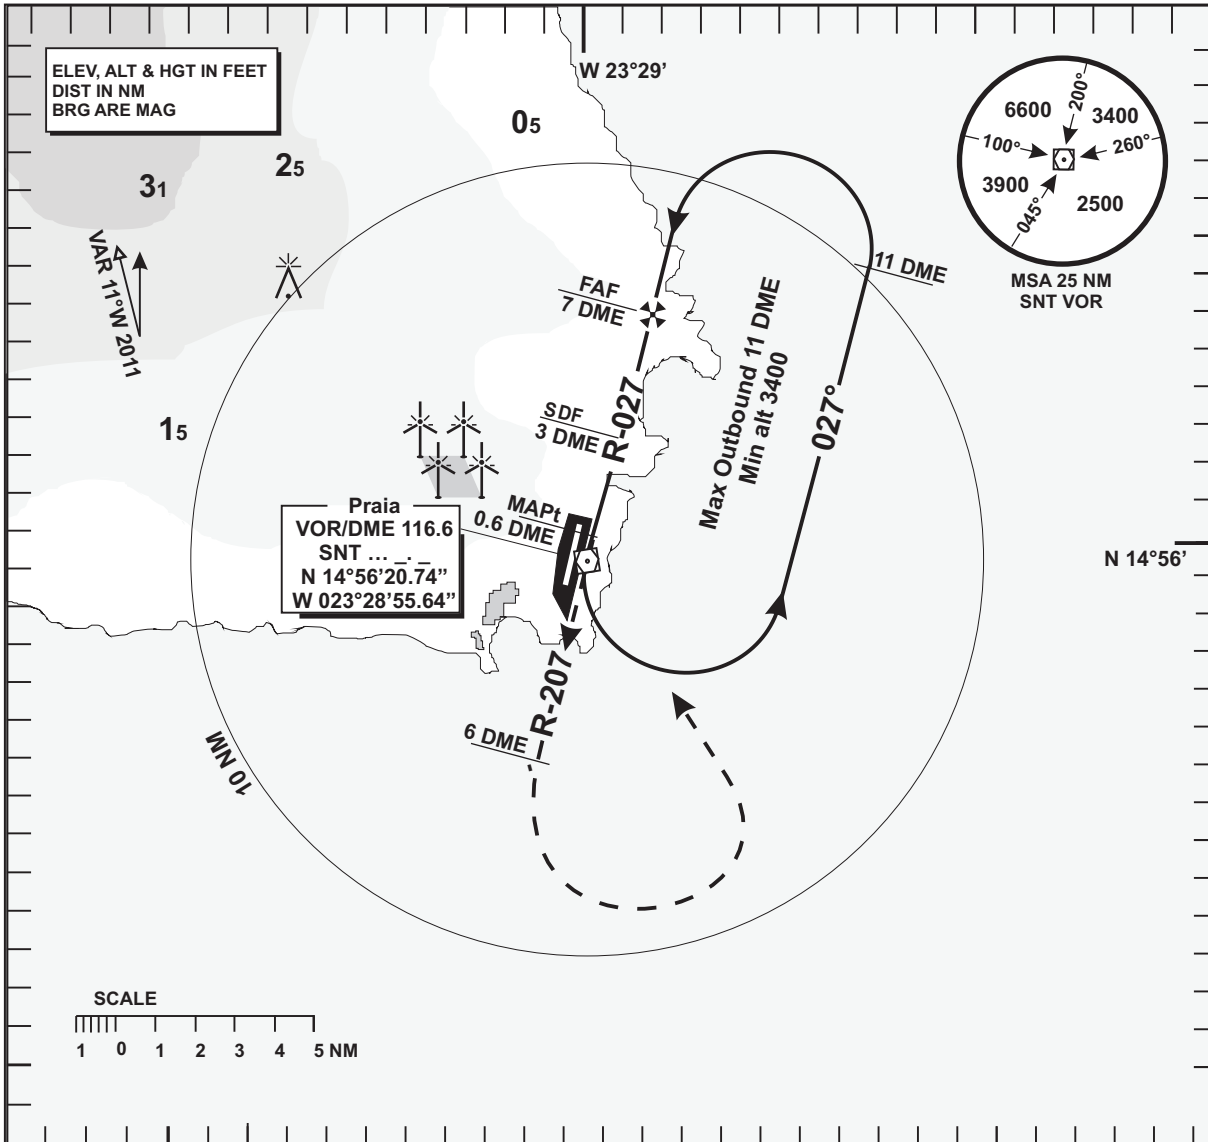 ELEV, ALT & HGT IN FEET
DIST IN NM
BRG ARE MAG
W 23°29’
05
25
31
15
VAR 11°W 2011
6600
3400
3900
2500
200°
260°
100°
045°
MSA 25 NM
SNT VOR
11 DME
FAF
7 DME
Max Outbound 11 DME
Min alt 3400
027°
R-027
SDF
3 DME
MAPt
0.6 DME
Praia
VOR/DME 116.6
SNT ... _. _
N 14°56’20.74”
W 023°28’55.64”
N 14°56’
R-207
6 DME
10 NM
SCALE
1 0 1 2 3 4 5 NM